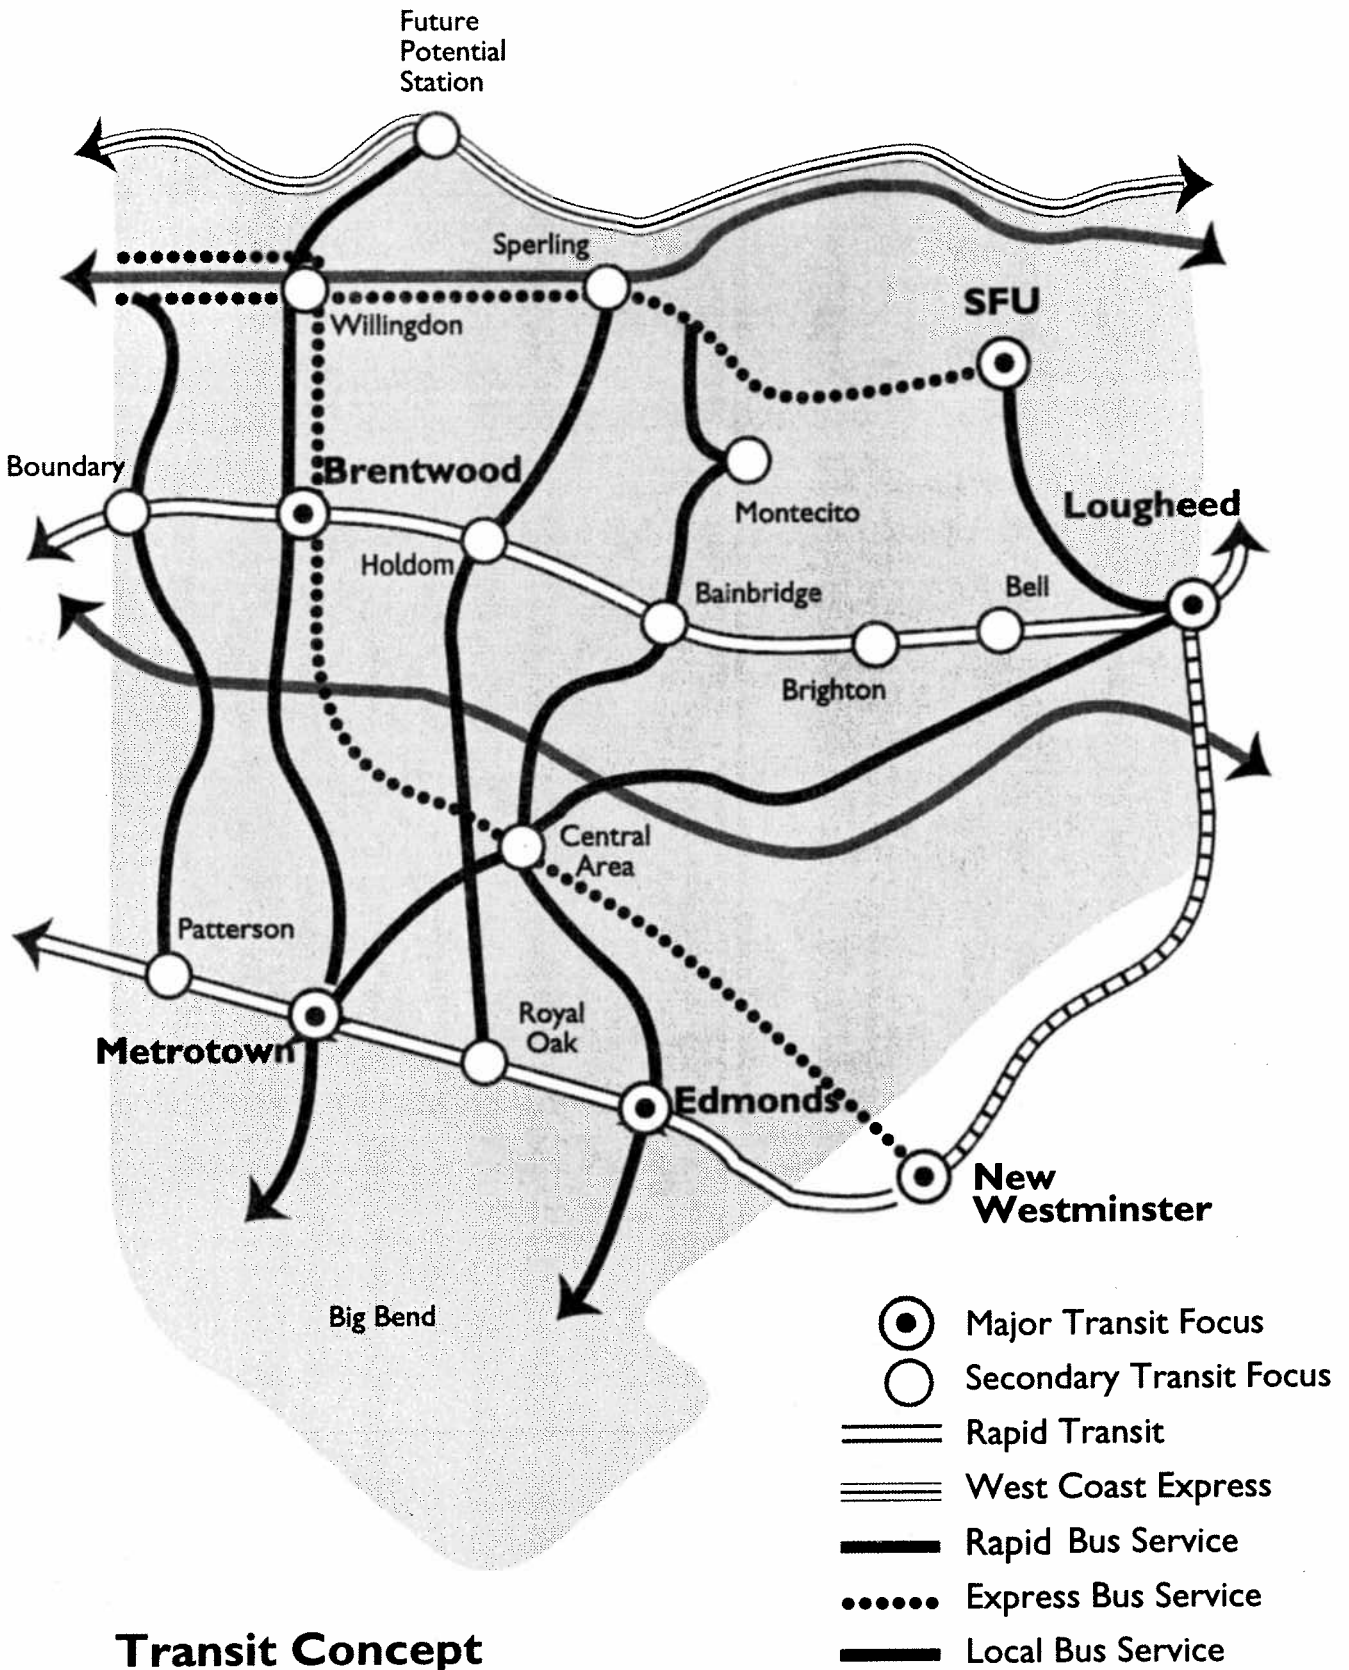 Future
Potential
Station
Sperling
SFU
Willingdon
Boundary
Brentwood
Montecito
Lougheed
Holdom
Bainbridge
Bell
Brighton
Central
Area
Patterson
Royal
Oak
Metrotown
Edmonds
New
Westminster
Big Bend
Major Transit Focus
Secondary Transit Focus
Rapid Transit
West Coast Express
Rapid Bus Service
Express Bus Service
Local Bus Service
Transit Concept